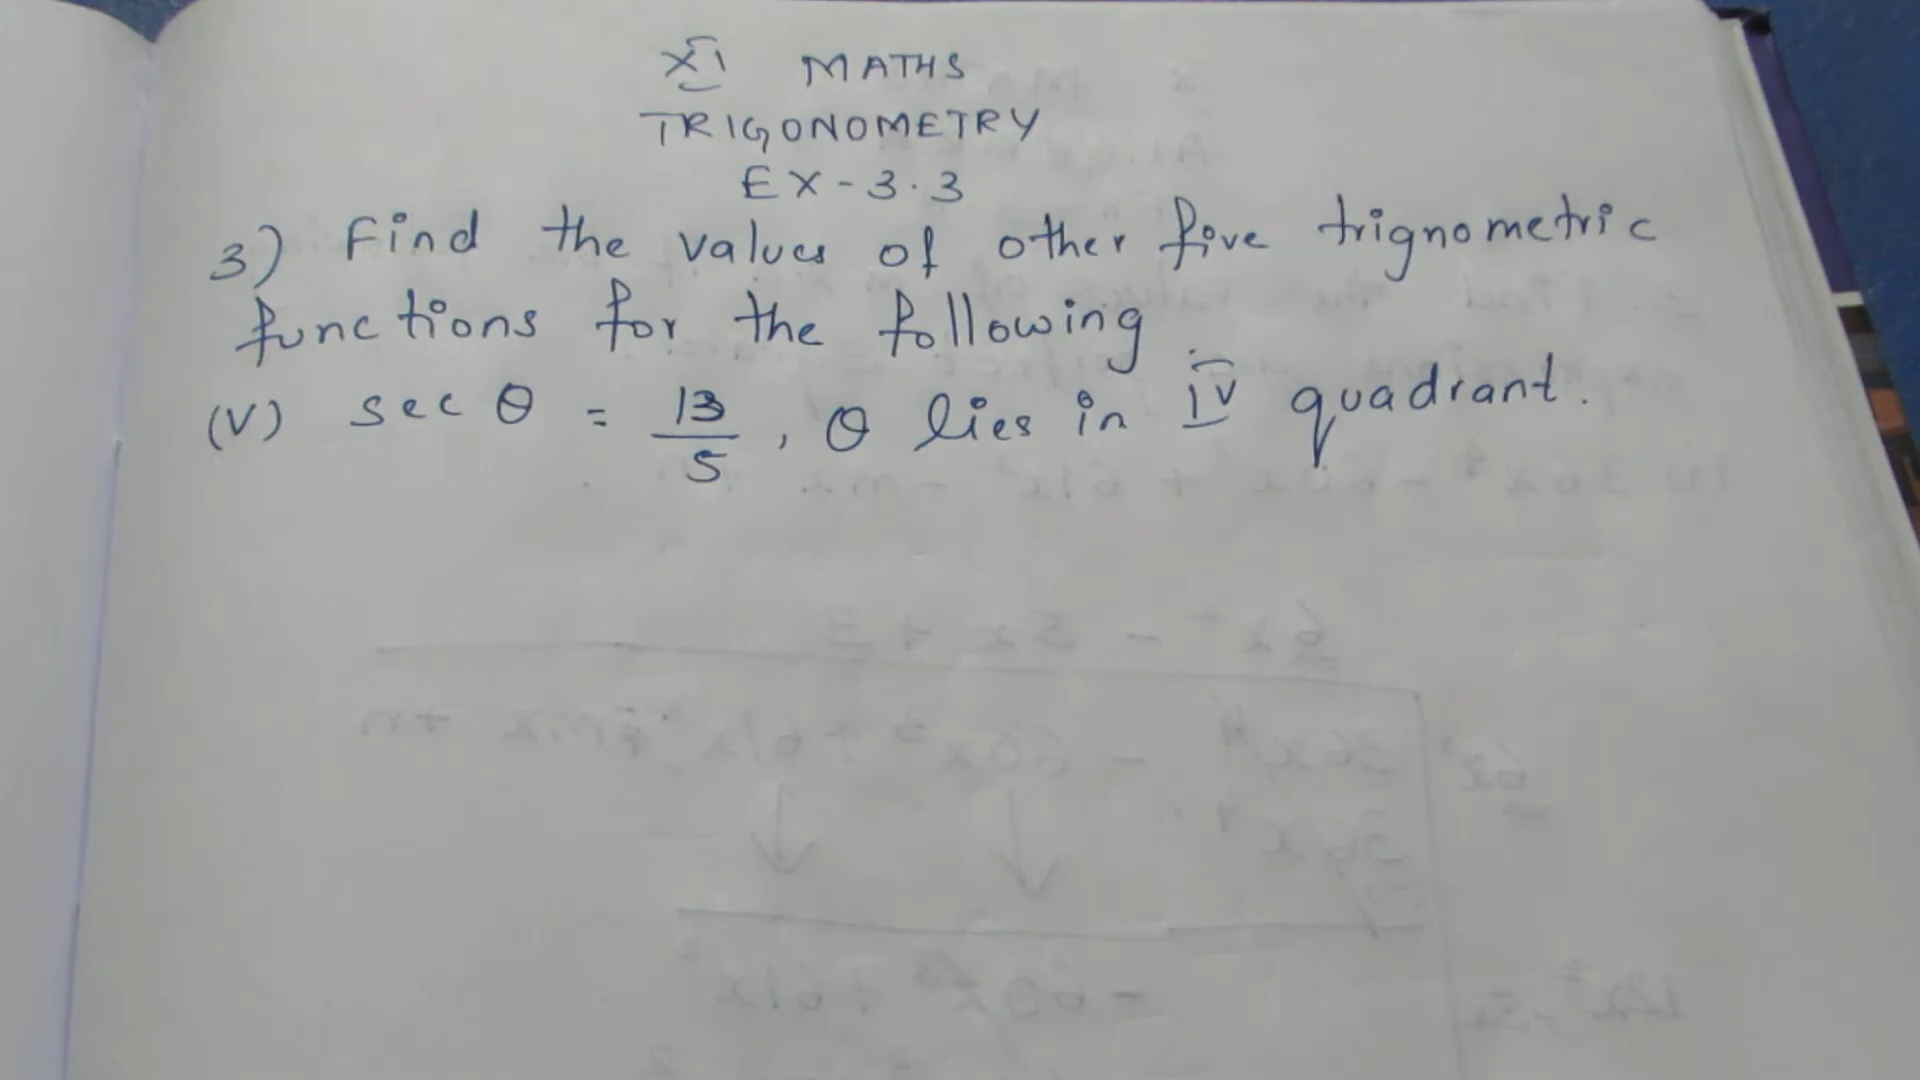 XI MATHS
TRIGONOMETRY
EX-3.3
3) Find the values of other five trignometric
functions for the following
(V) sec θ = 13/5, θ lies in IV quadrant.